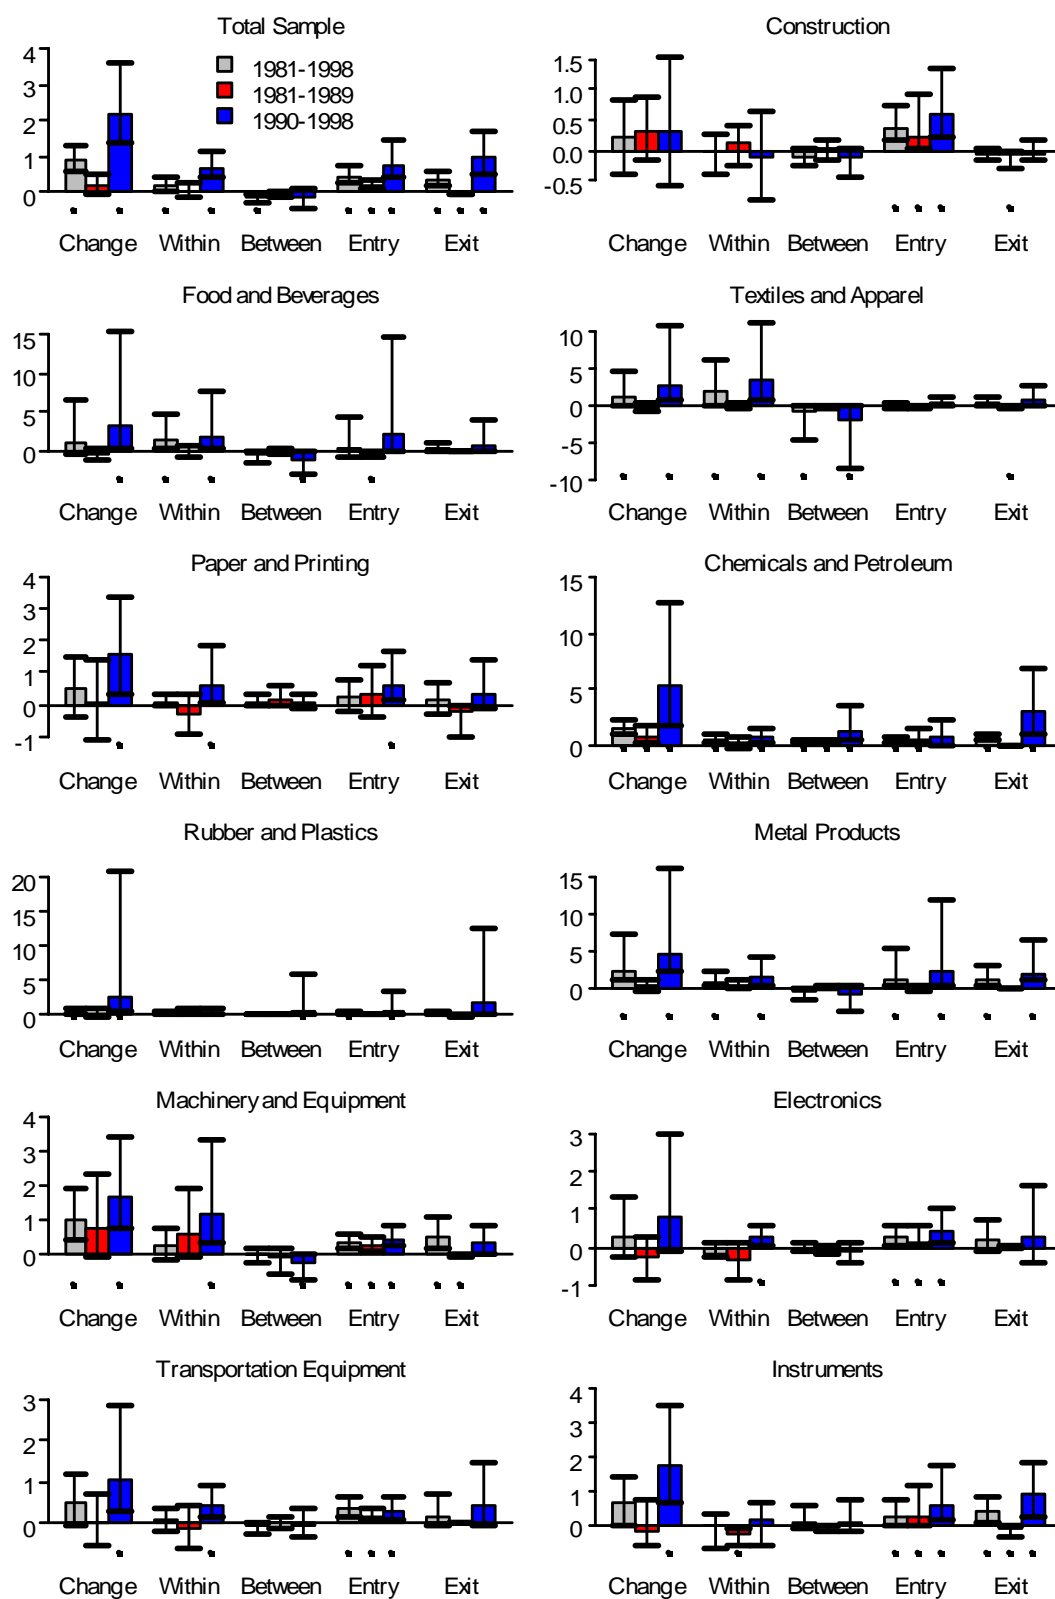 Total Sample
4
3
2
1
0
1981-1998
1981-1989
1990-1998
Change Within Between Entry Exit
Construction
1.5
1.0
0.5
0.0
-0.5
Change Within Between Entry Exit
Food and Beverages
15
10
5
0
Change Within Between Entry Exit
Textiles and Apparel
10
5
0
-5
-10
Change Within Between Entry Exit
Paper and Printing
4
3
2
1
0
-1
Change Within Between Entry Exit
Chemicals and Petroleum
15
10
5
0
Change Within Between Entry Exit
Rubber and Plastics
20
15
10
5
0
Change Within Between Entry Exit
Metal Products
15
10
5
0
Change Within Between Entry Exit
Machinery and Equipment
4
3
2
1
0
Change Within Between Entry Exit
Electronics
3
2
1
0
-1
Change Within Between Entry Exit
Transportation Equipment
3
2
1
0
Change Within Between Entry Exit
Instruments
4
3
2
1
0
Change Within Between Entry Exit